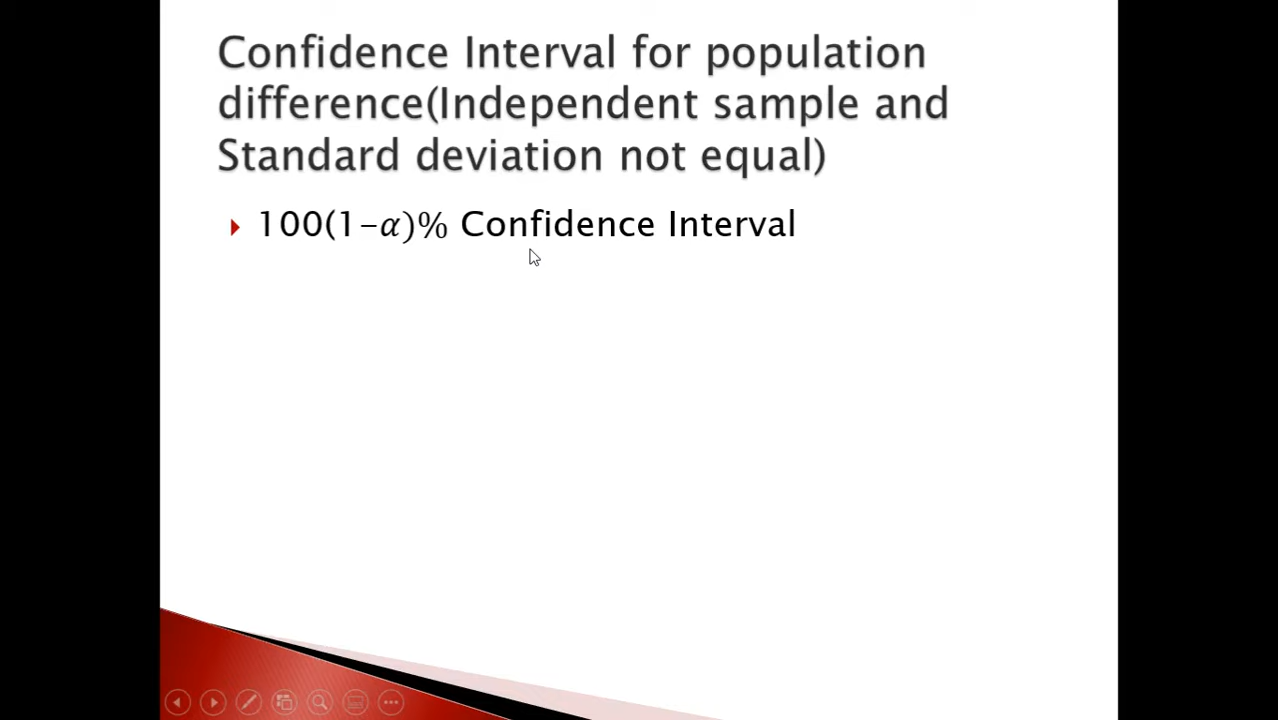 Confidence Interval for population
difference(Independent sample and
Standard deviation not equal)
100(1−𝛼)% Confidence Interval